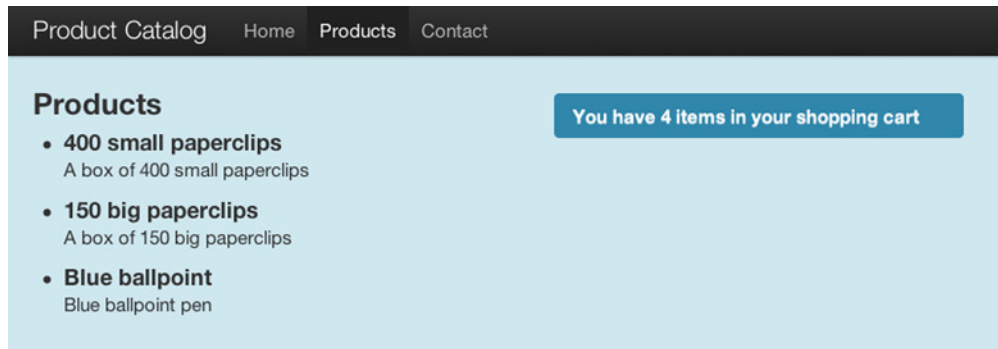 Product Catalog Home Products Contact
Products
400 small paperclips
A box of 400 small paperclips
150 big paperclips
A box of 150 big paperclips
Blue ballpoint
Blue ballpoint pen
You have 4 items in your shopping cart